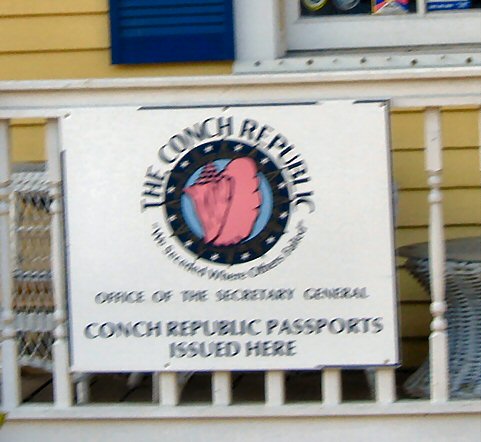 THE CONCH REPUBLIC
"We Seceded Where Others Failed"
OFFICE OF THE SECRETARY GENERAL
CONCH REPUBLIC PASSPORTS
ISSUED HERE